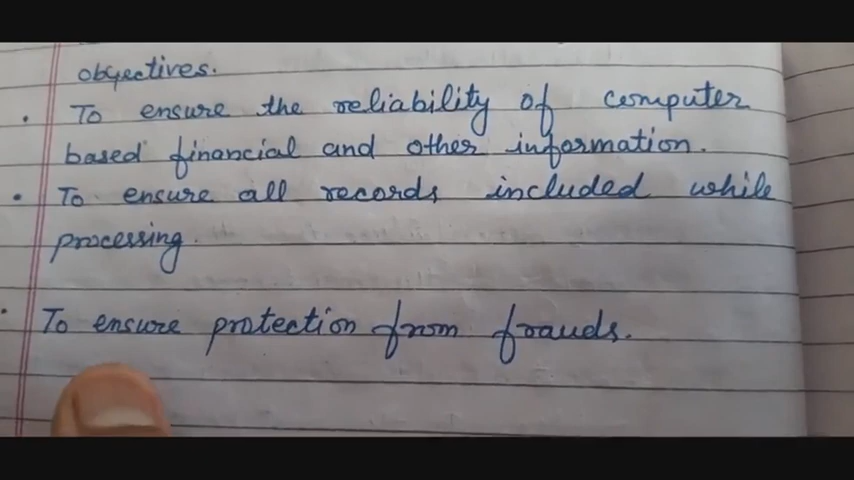 objectives.
• To ensure the reliability of computer
based financial and other information.
• To ensure all records included while
processing.
• To ensure protection from frauds.